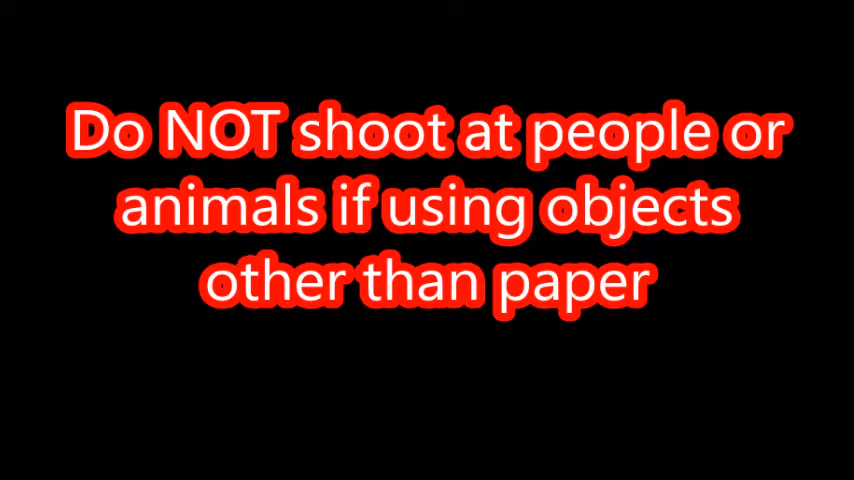 Do NOT shoot at people or
animals if using objects
other than paper